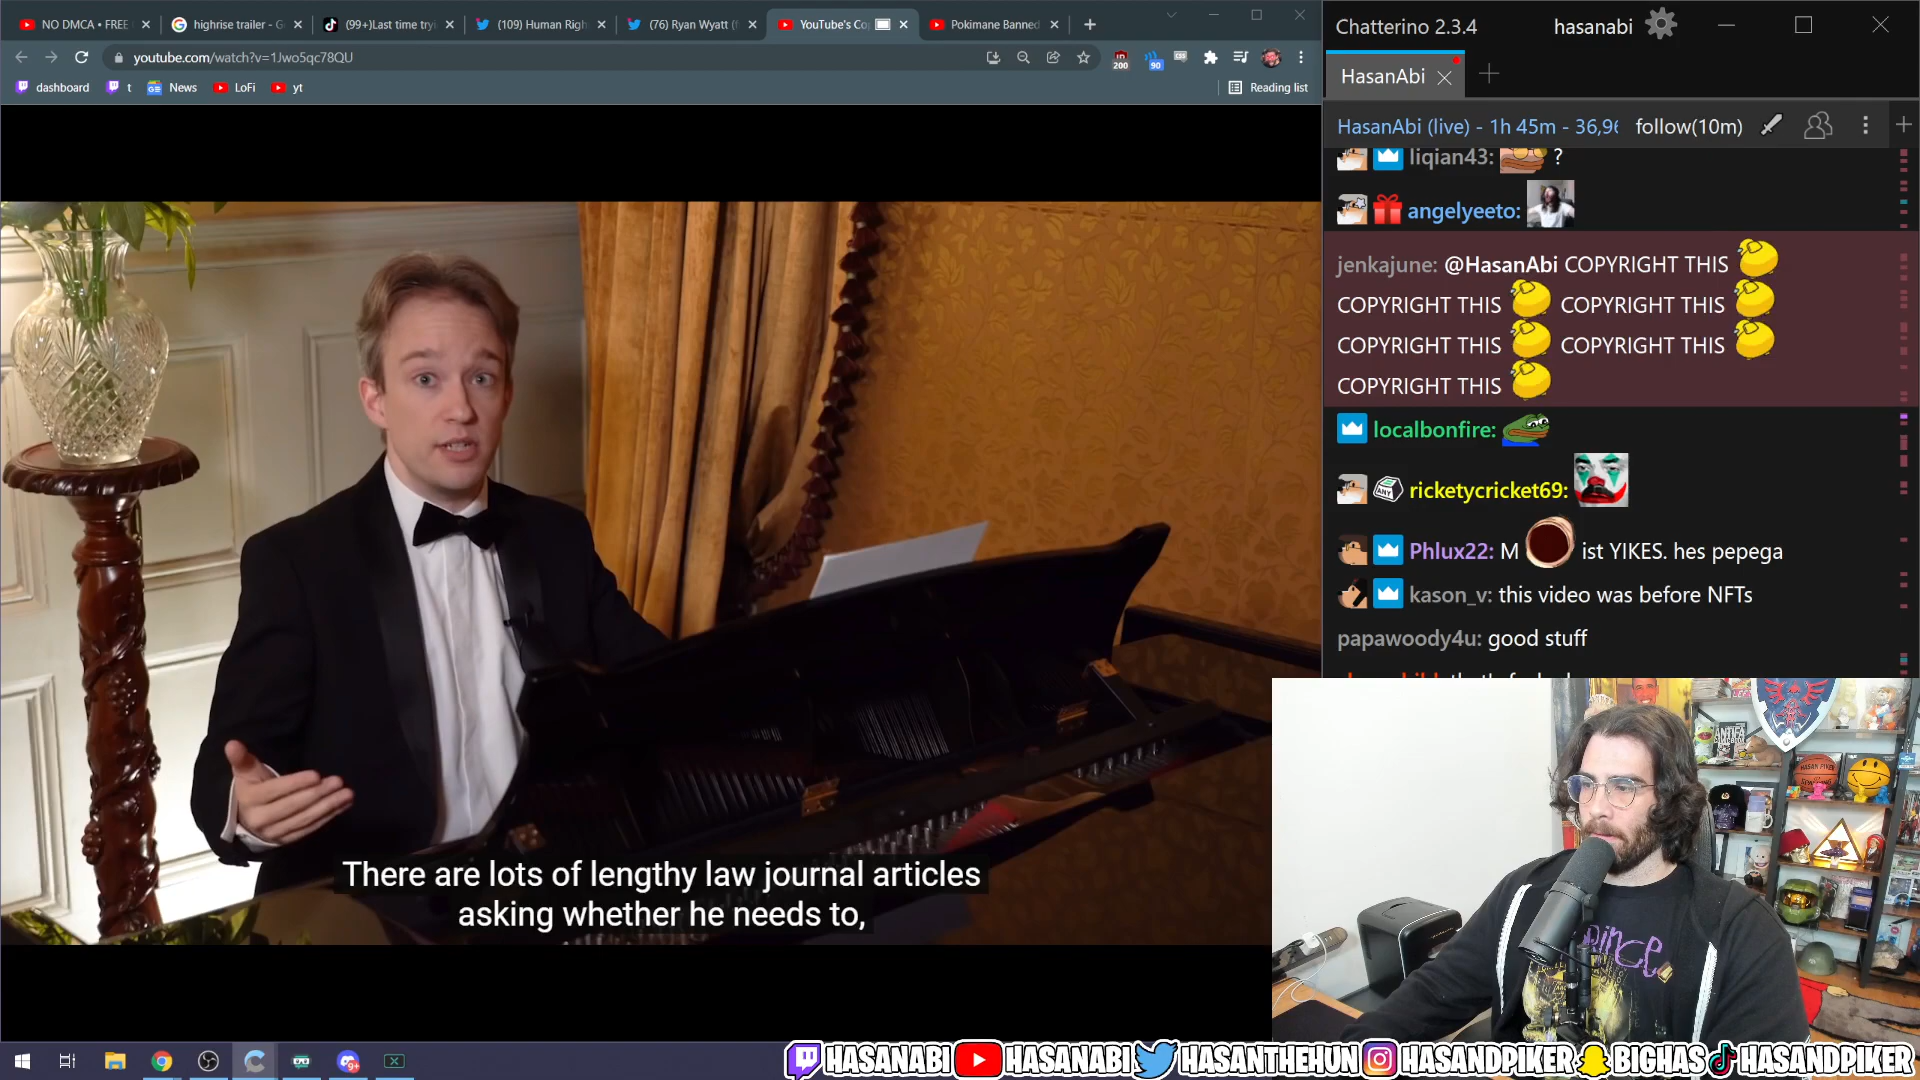 NO DMCA • FREE
highrise trailer - G
(99+)Last time tryi
(109) Human Righ
(76) Ryan Wyatt (f
YouTube's Co
Pokimane Banned
youtube.com/watch?v=1Jwo5qc78QU
200
90
dashboard
t
News
LoFi
yt
Reading list
There are lots of lengthy law journal articles
asking whether he needs to,
Chatterino 2.3.4
hasanabi
HasanAbi
HasanAbi (live) - 1h 45m - 36,96
follow(10m)
liqian43: ?
angelyeeto:
jenkajune: @HasanAbi COPYRIGHT THIS
COPYRIGHT THIS COPYRIGHT THIS
COPYRIGHT THIS COPYRIGHT THIS
COPYRIGHT THIS
localbonfire:
ricketycricket69:
Phlux22: M ist YIKES. hes pepega
kason_v: this video was before NFTs
papawoody4u: good stuff
HASANABI HASANABI HASANTHEHUN HASANDPIKER BIGHAS HASANDPIKER